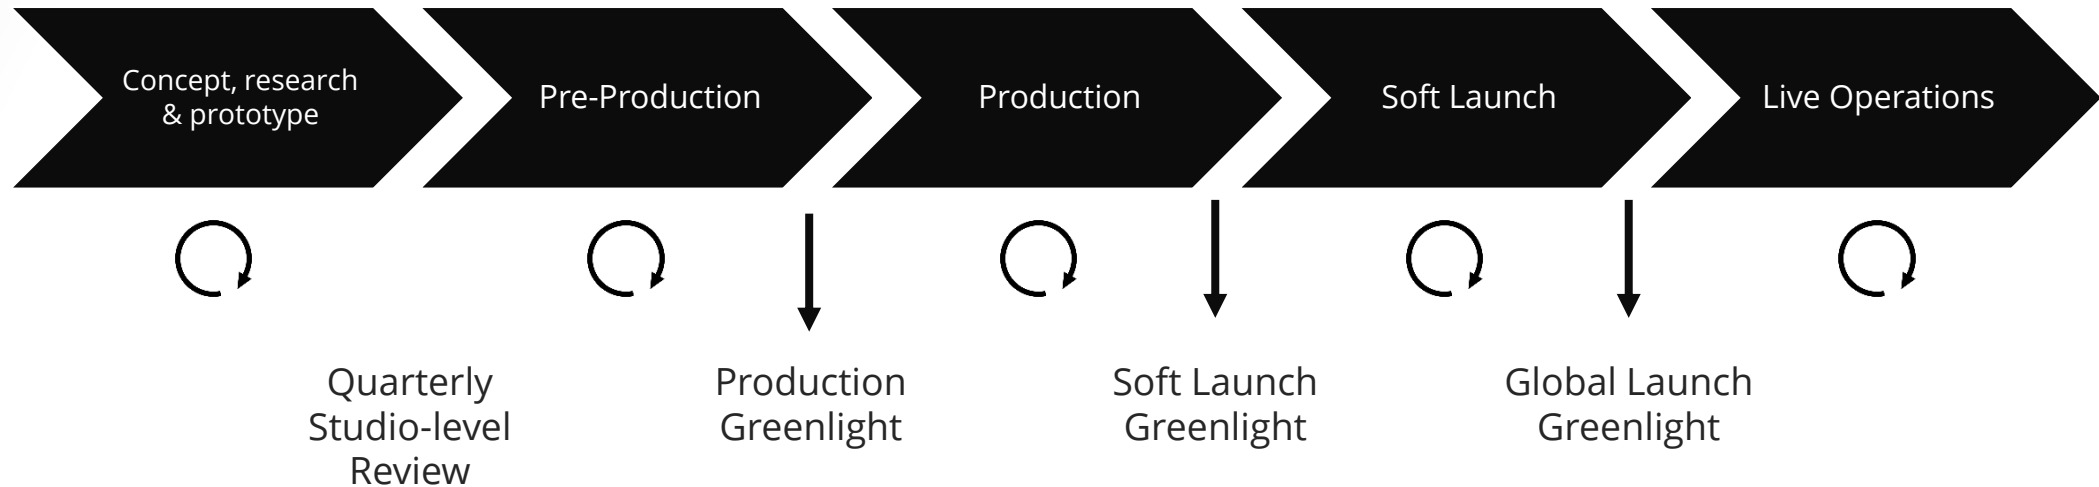 Concept, research
& prototype
Pre-Production
Production
Soft Launch
Live Operations
Quarterly
Studio-level
Review
Production
Greenlight
Soft Launch
Greenlight
Global Launch
Greenlight